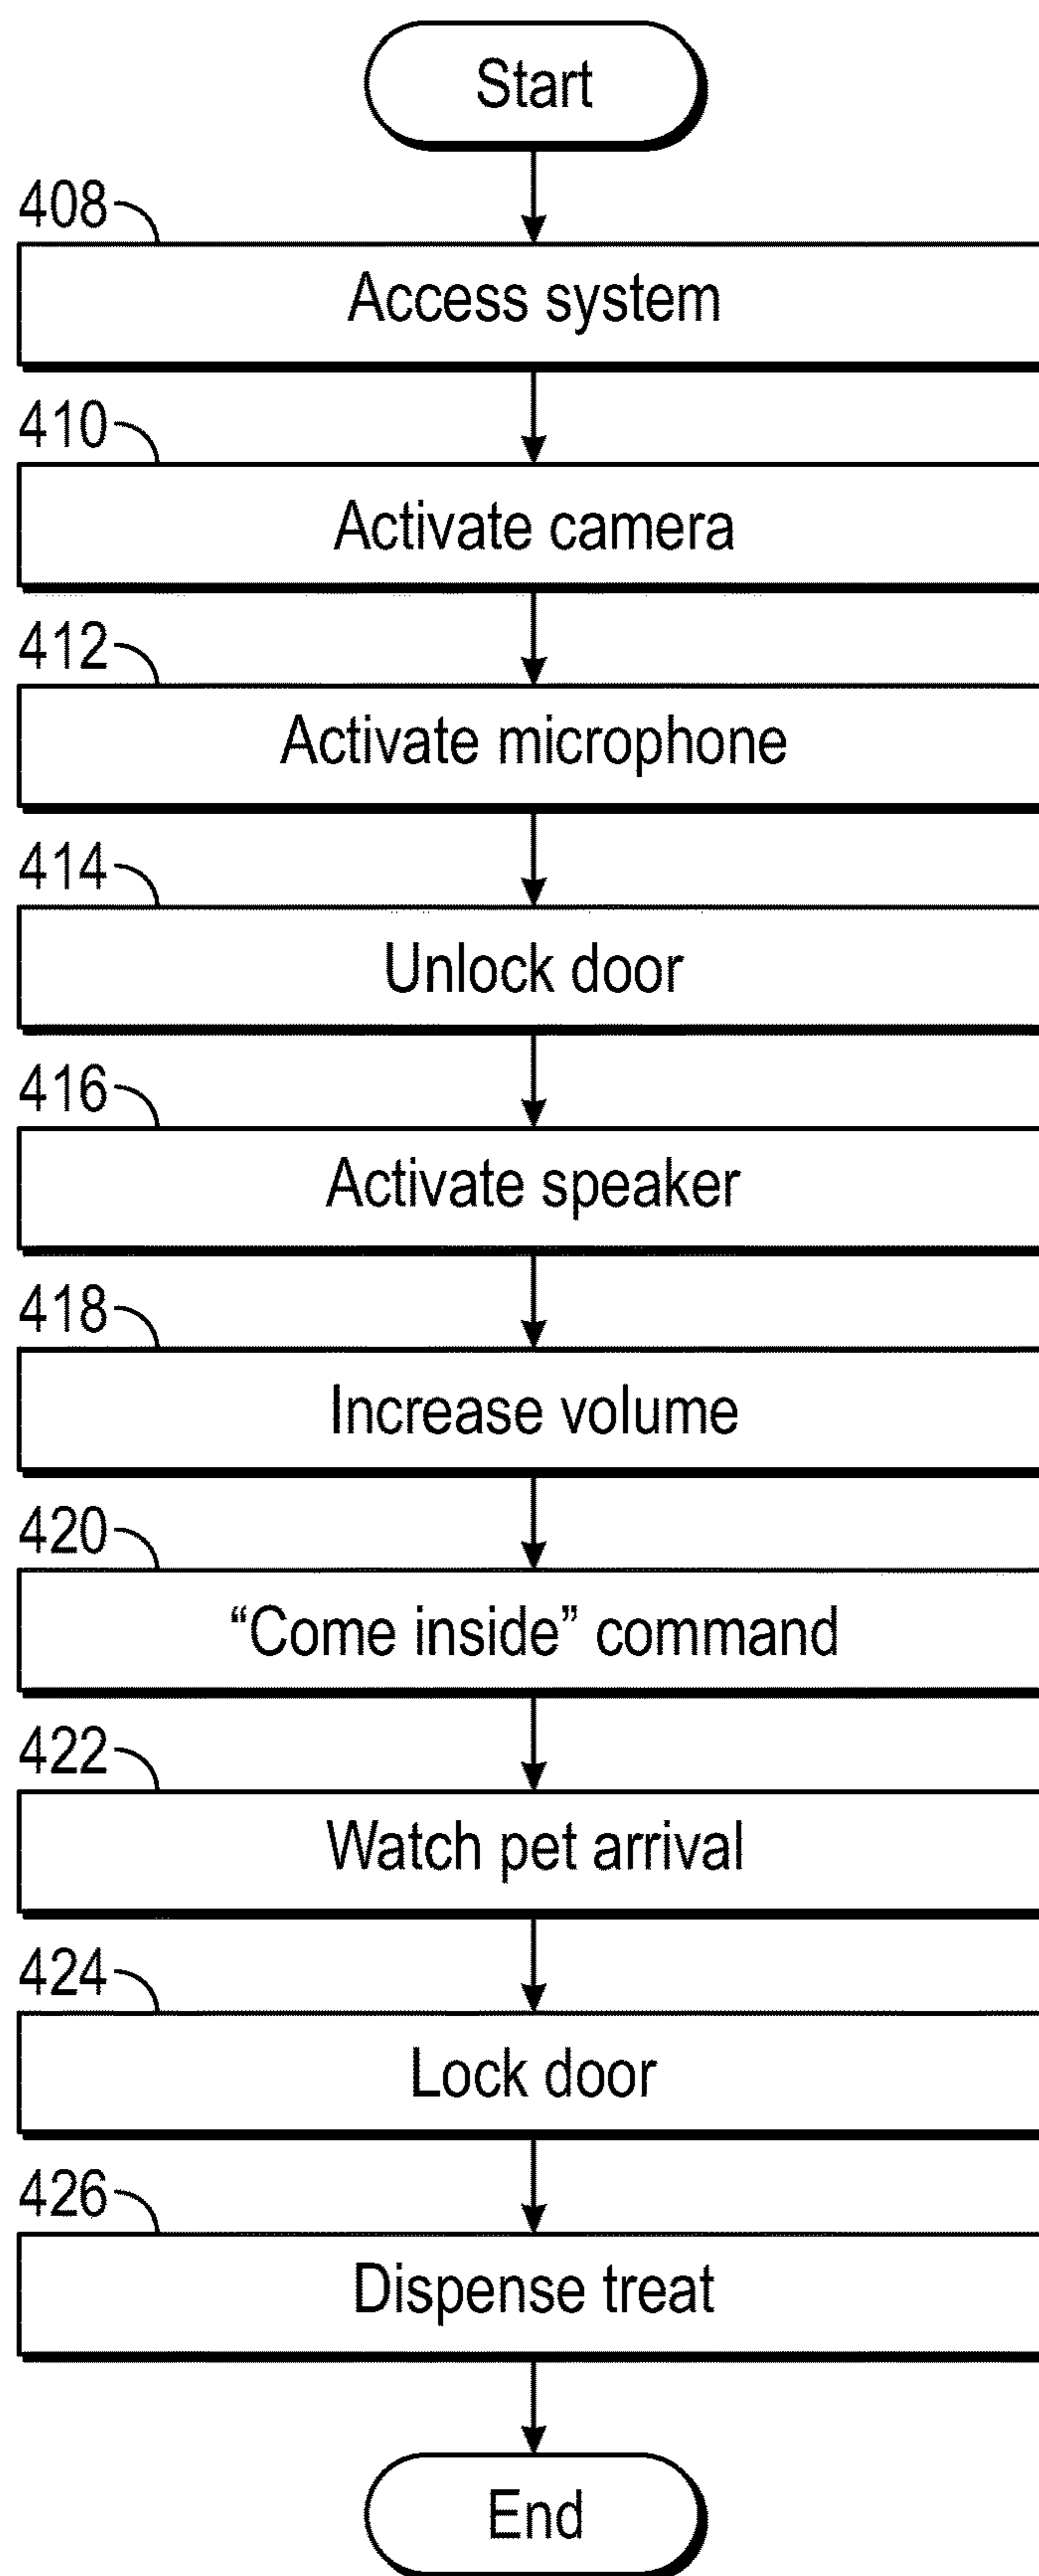 Start
408
Access system
410
Activate camera
412
Activate microphone
414
Unlock door
416
Activate speaker
418
Increase volume
420
“Come inside” command
422
Watch pet arrival
424
Lock door
426
Dispense treat
End